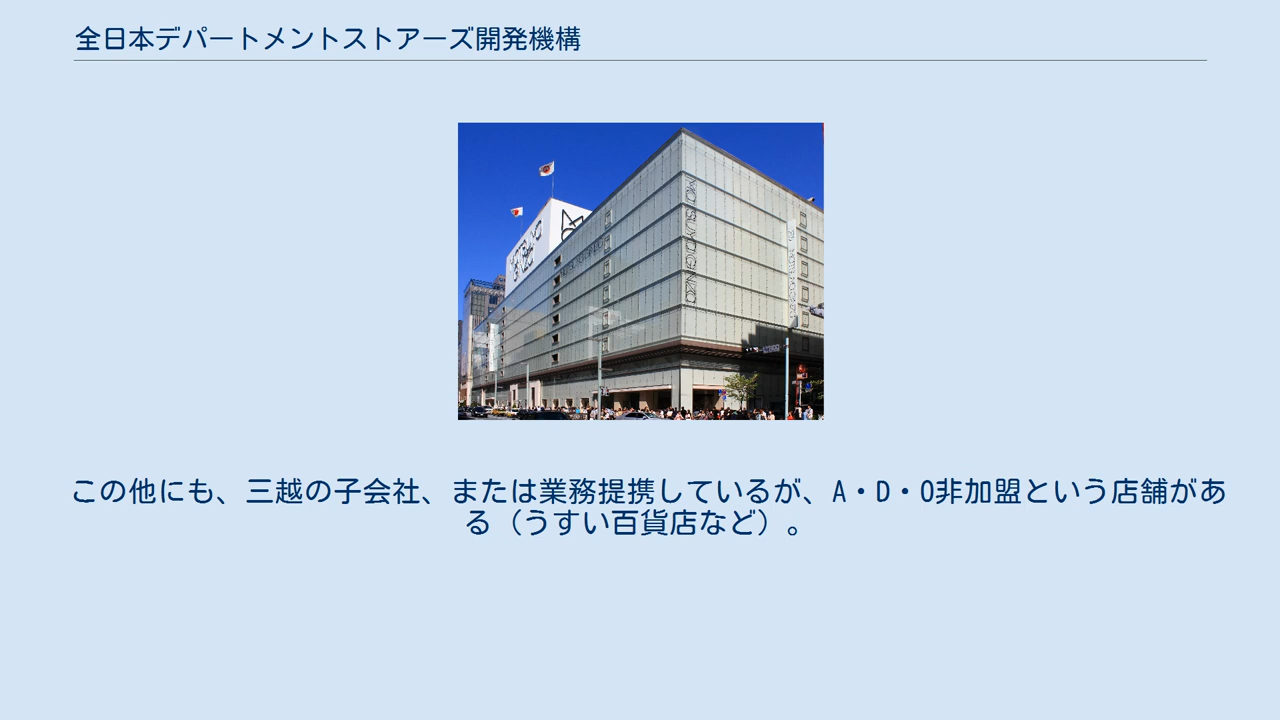 全日本デパートメントストアーズ開発機構
MITSUKOSHI GINZA
この他にも、三越の子会社、または業務提携しているが、A・D・O非加盟という店舗があ
る（うすい百貨店など）。